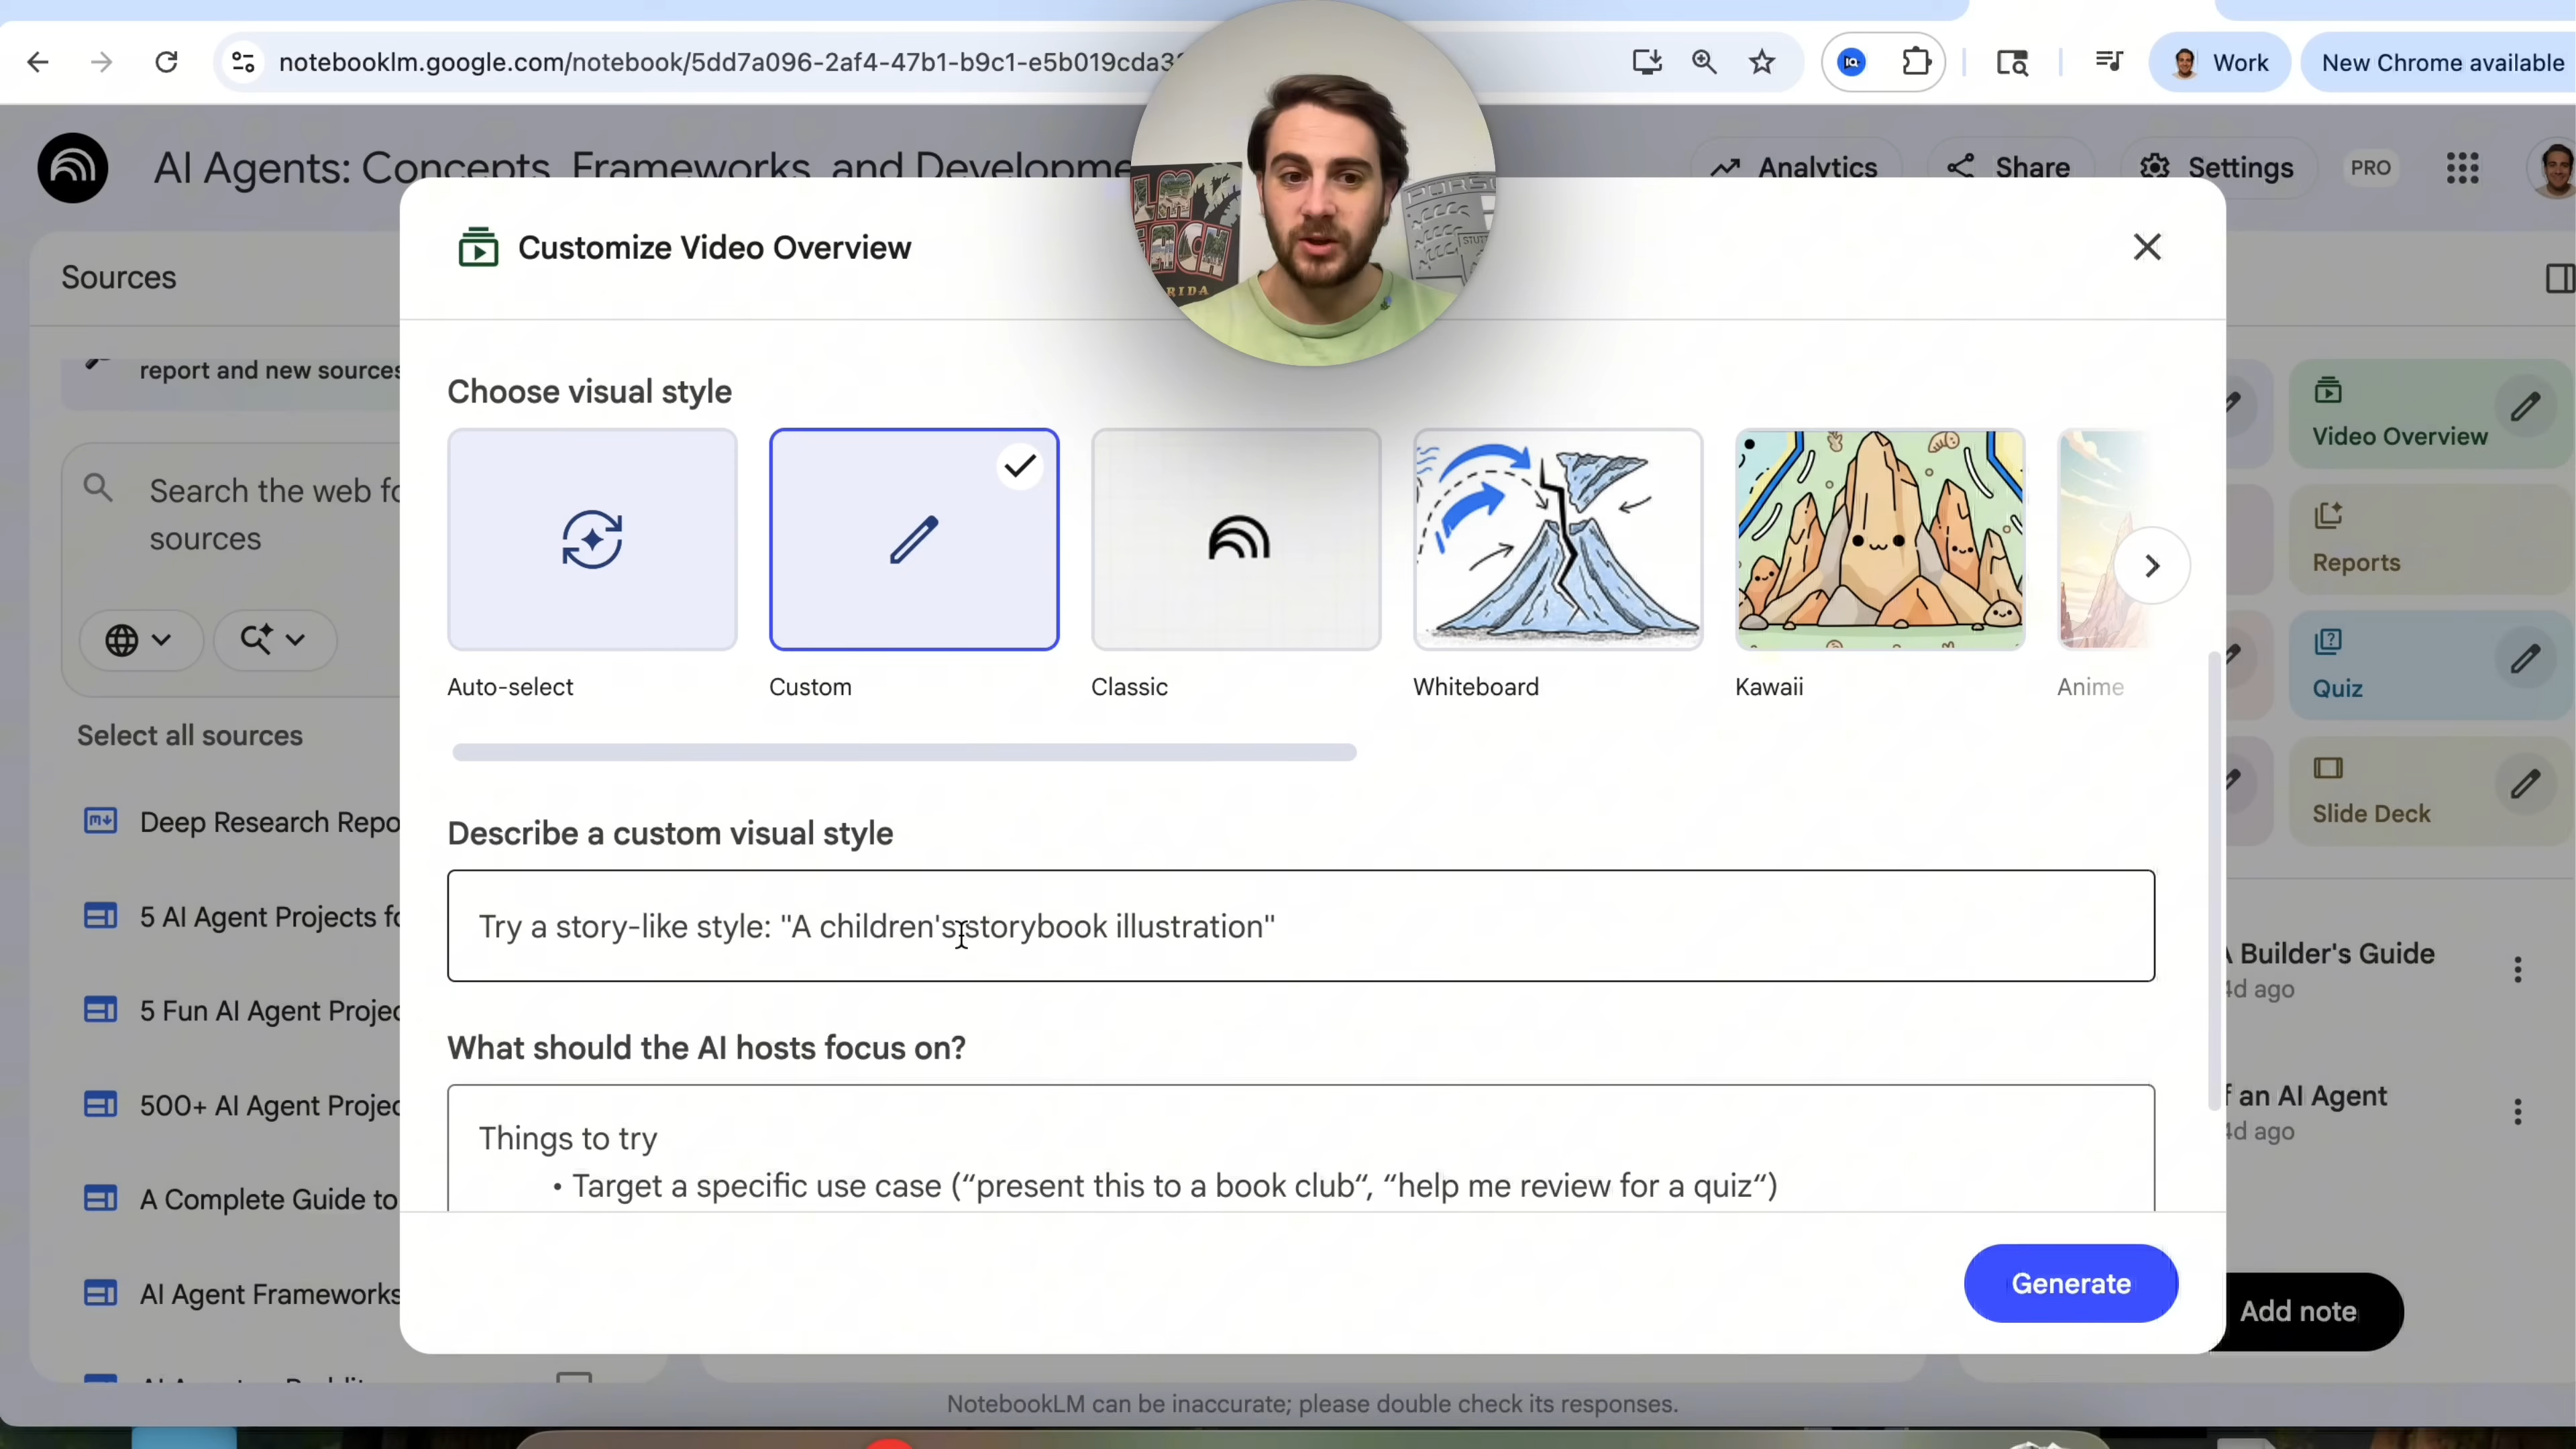 notebooklm.google.com/notebook/5dd7a096-2af4-47b1-b9c1-e5b019cda3
Work
New Chrome available
AI Agents: Concepts, Frameworks, and Developme
Analytics
Share
Settings
PRO
Sources
report and new sources
Search the web fo
sources
Select all sources
Deep Research Repo
5 AI Agent Projects fo
5 Fun AI Agent Projec
500+ AI Agent Projec
A Complete Guide to
AI Agent Frameworks
Customize Video Overview
RIDA
PORS
STUT
Choose visual style
Auto-select
Custom
Classic
Whiteboard
Kawaii
Anime
Describe a custom visual style
Try a story-like style: "A children's storybook illustration"
What should the AI hosts focus on?
Things to try
• Target a specific use case (“present this to a book club“, “help me review for a quiz“)
Generate
Video Overview
Reports
Quiz
Slide Deck
A Builder's Guide
4d ago
f an AI Agent
4d ago
Add note
NotebookLM can be inaccurate; please double check its responses.